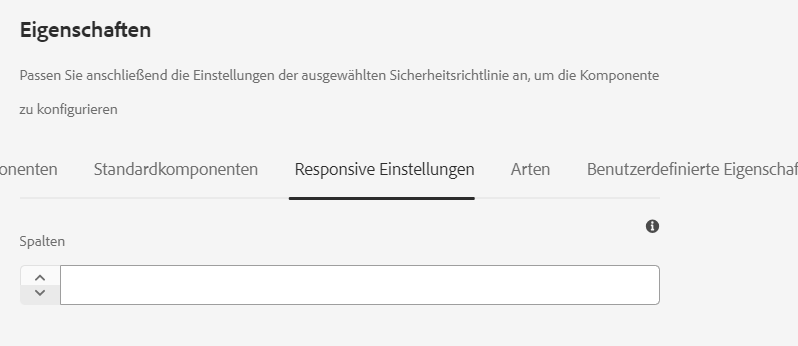 Eigenschaften
Passen Sie anschließend die Einstellungen der ausgewählten Sicherheitsrichtlinie an, um die Komponente
zu konfigurieren
onenten Standardkomponenten Responsive Einstellungen Arten Benutzerdefinierte Eigenschaf
Spalten